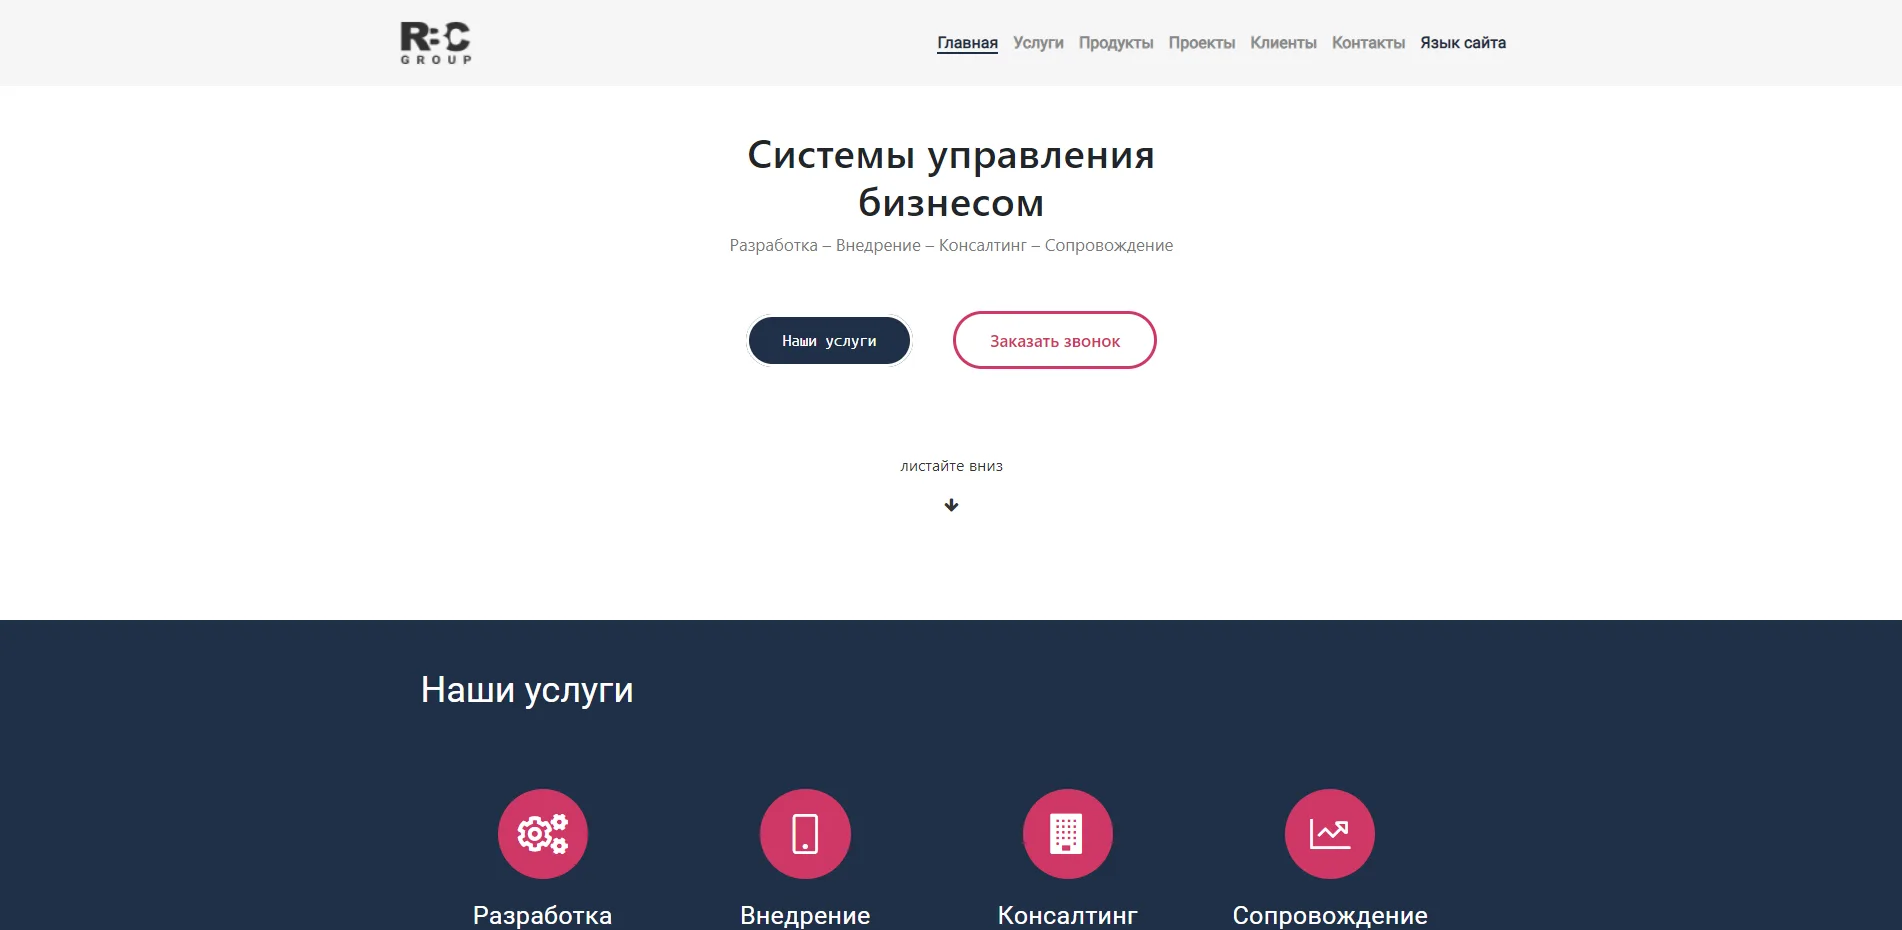 RBC
GROUP
Главная Услуги Продукты Проекты Клиенты Контакты Язык сайта
Системы управления
бизнесом
Разработка – Внедрение – Консалтинг – Сопровождение
Наши услуги Заказать звонок
листайте вниз
Наши услуги
Разработка Внедрение Консалтинг Сопровождение